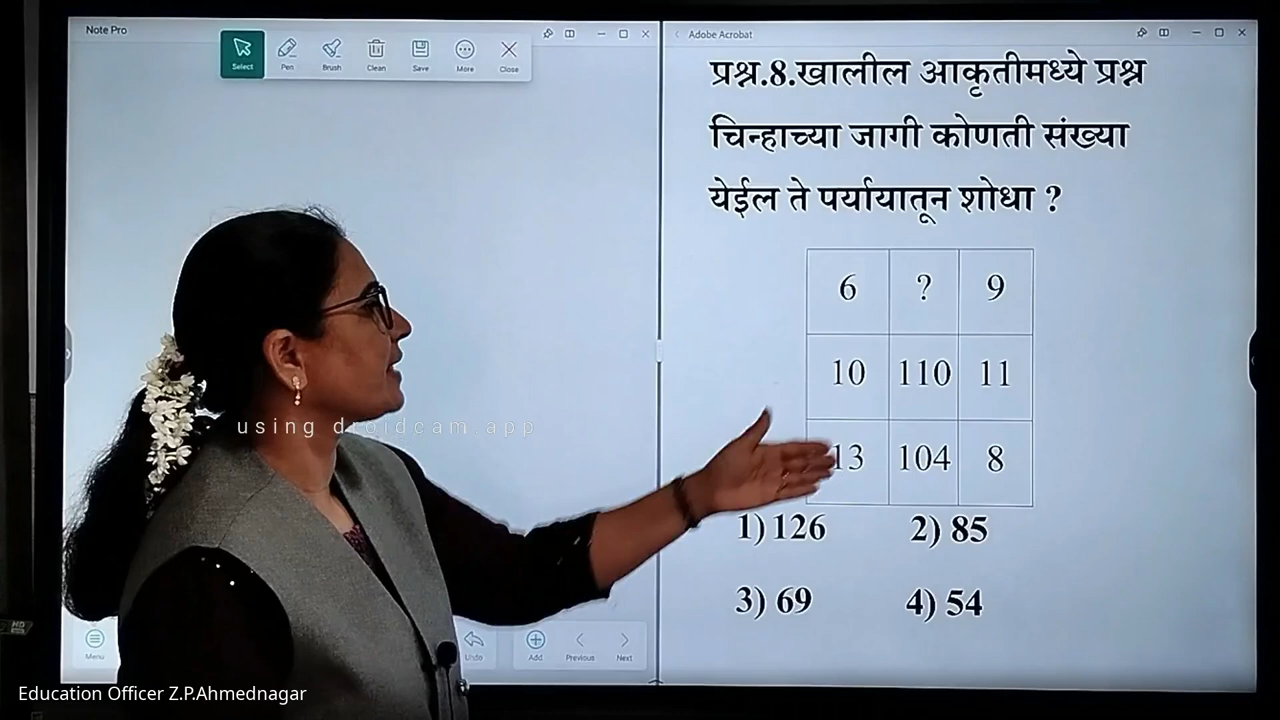 Note Pro
Select Pen Brush Clean Save More Close
Adobe Acrobat
प्रश्न.8.खालील आकृतीमध्ये प्रश्न
चिन्हाच्या जागी कोणती संख्या
येईल ते पर्यायातून शोधा ?
6 ? 9
10 110 11
13 104 8
1) 126 2) 85
3) 69 4) 54
using droidcam.app
Menu Undo Add Previous Next
Education Officer Z.P.Ahmednagar